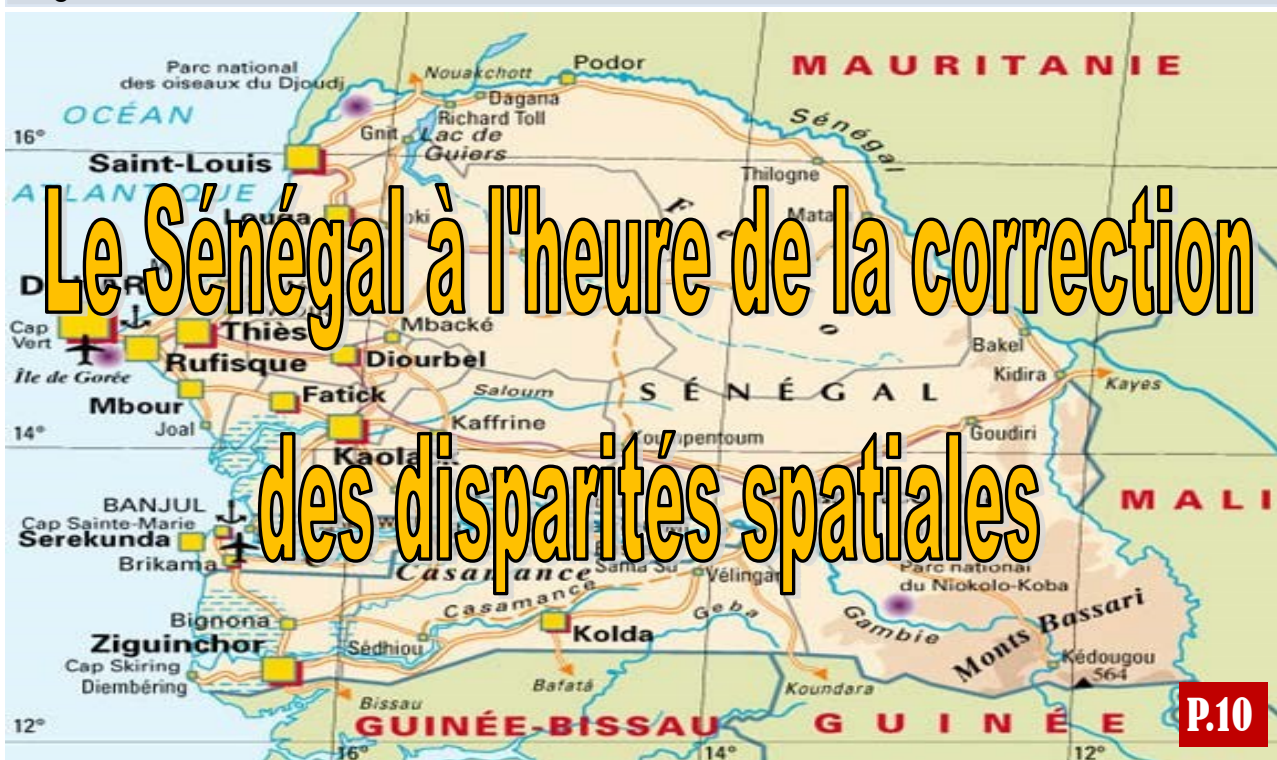 Parc national
des oiseaux du Djoudj
Nouakchott
Podor
MAURITANIE
OCÉAN
Dagana
Richard Toll
Sénégal
16°
Gnit
Lac de
Guiers
Saint-Louis
Thilogne
ATLANTIQUE
Louga
Le Sénégal à l'heure de la correction
Cap
Vert
Thiès
Mbacké
Bakel
Rufisque
Diourbel
Kidira
Kayes
Île de Gorée
Saloum
SÉNÉGAL
Mbour
Fatick
Joal
Kaffrine
14°
Goudiri
des disparités spatiales
MALI
BANJUL
Cap Sainte-Marie
Serekunda
Brikama
Casamance
Parc national
du Niokolo-Koba
Casamance
Geba
Gambie
Monts Bassari
Bignona
Kolda
Ziguinchor
Sédhiou
Cap Skiring
Diembéring
Kédougou
564
Bafatá
Koundara
Bissau
GUINÉE-BISSAU
GUINÉE
P.10
12°
16°
14°
12°